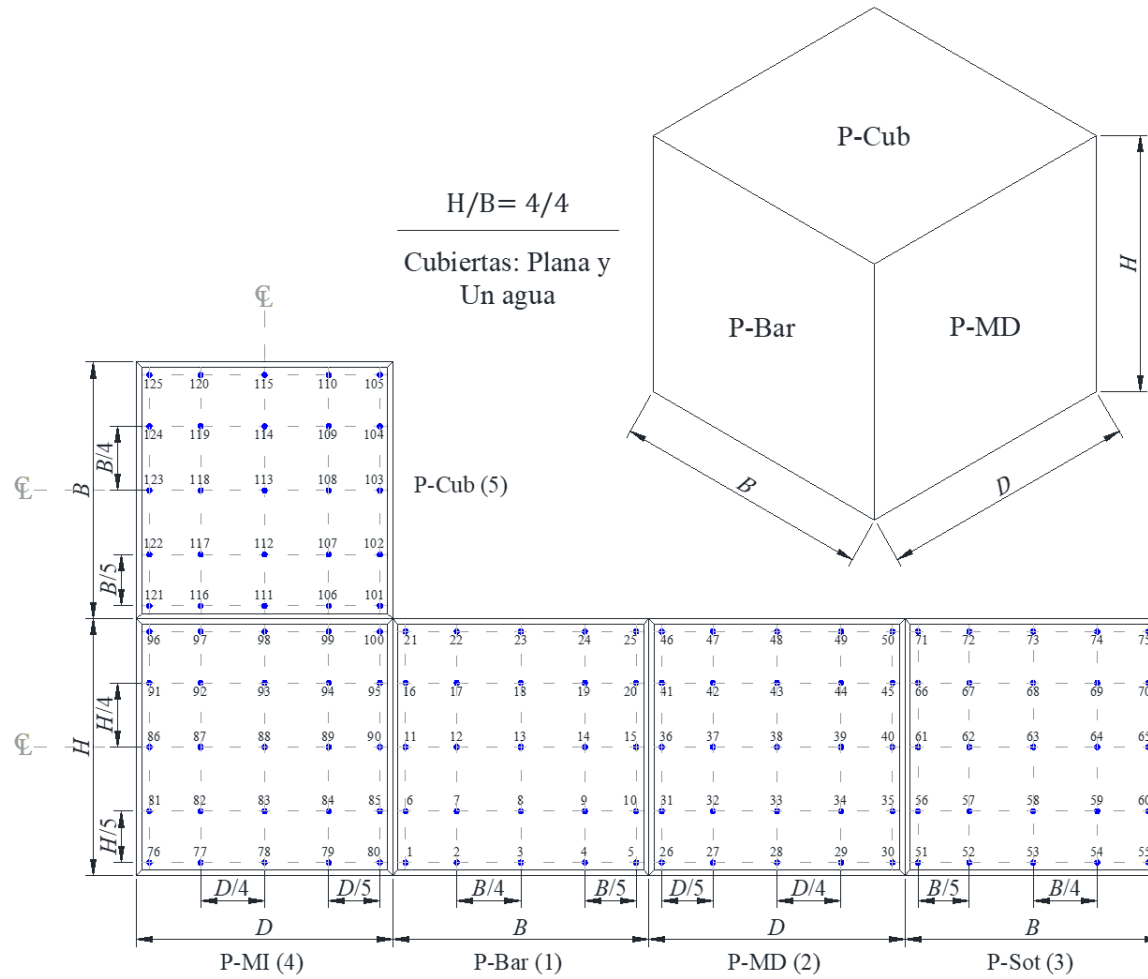 P-Cub
H/B= 4/4
Cubiertas: Plana y
Un agua
P-Bar
P-MD
H
B
D
℄
125 120 115 110 105
124 119 114 109 104
B/4
℄
B
123 118 113 108 103
P-Cub (5)
122 117 112 107 102
B/5
121 116 111 106 101
96 97 98 99 100 21 22 23 24 25 46 47 48 49 50 71 72 73 74 75
91 92 93 94 95 16 17 18 19 20 41 42 43 44 45 66 67 68 69 70
H/4
℄
H
86 87 88 89 90 11 12 13 14 15 36 37 38 39 40 61 62 63 64 65
81 82 83 84 85 6 7 8 9 10 31 32 33 34 35 56 57 58 59 60
H/5
76 77 78 79 80 1 2 3 4 5 26 27 28 29 30 51 52 53 54 55
D/4 D/5 B/4 B/5 D/5 D/4 B/5 B/4
D B D B
P-MI (4) P-Bar (1) P-MD (2) P-Sot (3)